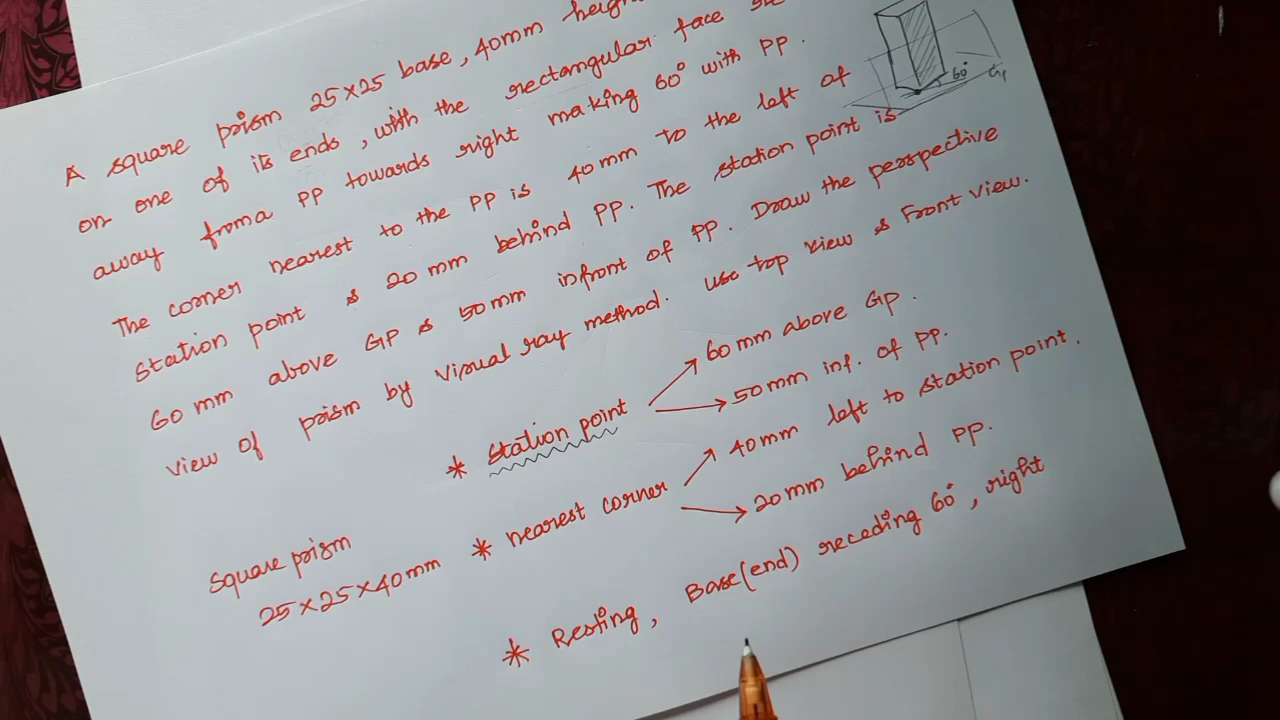 A square prism 25×25 base, 40mm heigh
on one of its ends, with the rectangular face
away froma PP towards right making 60° with PP.
The corner nearest to the PP is 40mm to the left of
station point & 20 mm behind PP. The station point is
60 mm above GP & 50mm infront of PP. Draw the perspective
view of prism by Visual ray method. Use top view & Front view.
60°
GP
* Station point
60 mm above GP.
50mm inf. of PP.
Square prism
25×25×40mm
* nearest corner
40mm left to station point.
20mm behind PP.
* Resting, Base(end) receding 60°, right